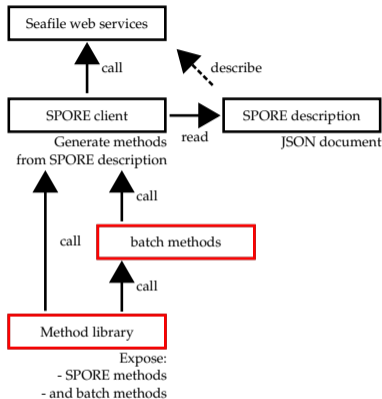 Seafile web services
call
describe
SPORE client
SPORE description
read
Generate methods
from SPORE description
JSON document
call
call
batch methods
call
Method library
Expose:
- SPORE methods
- and batch methods